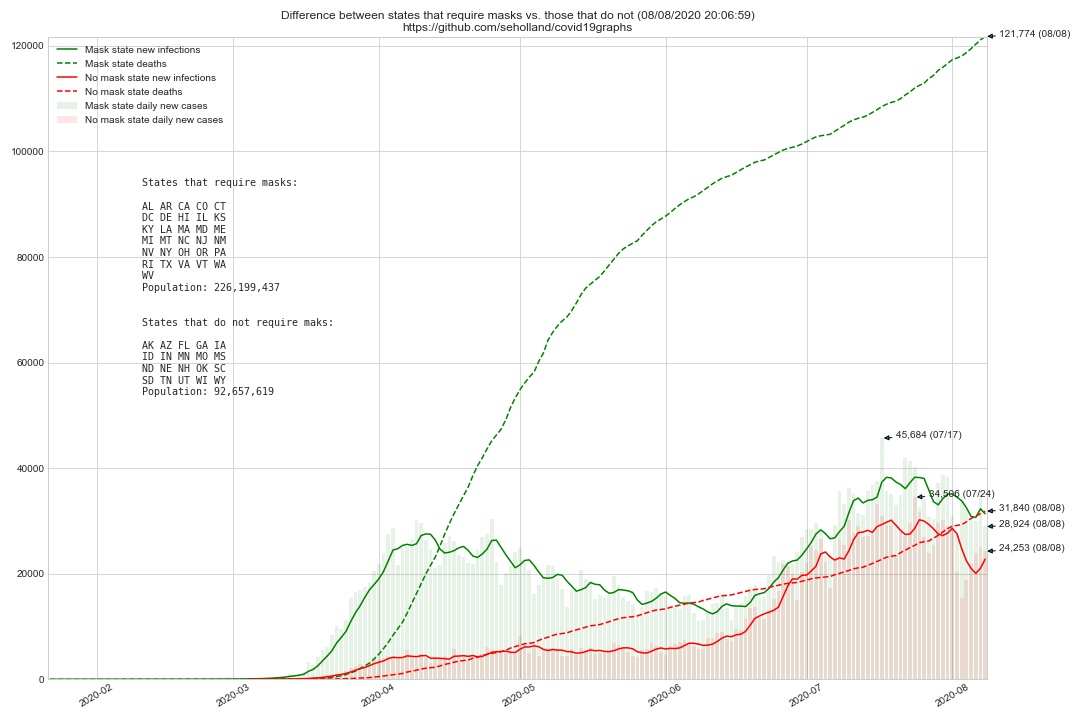 Difference between states that require masks vs. those that do not (08/08/2020 20:06:59)
https://github.com/seholland/covid19graphs
121,774 (08/08)
120000
Mask state new infections
Mask state deaths
No mask state new infections
No mask state deaths
Mask state daily new cases
No mask state daily new cases
100000
States that require masks:
AL AR CA CO CT
DC DE HI IL KS
KY LA MA MD ME
MI MT NC NJ NM
NV NY OH OR PA
RI TX VA VT WA
WV
Population: 226,199,437
80000
States that do not require maks:
AK AZ FL GA IA
ID IN MN MO MS
ND NE NH OK SC
SD TN UT WI WY
Population: 92,657,619
60000
45,684 (07/17)
40000
(07/24)
31,840 (08/08)
28,924 (08/08)
24,253 (08/08)
20000
0
2020-02
2020-03
2020-04
2020-05
2020-06
2020-07
2020-08